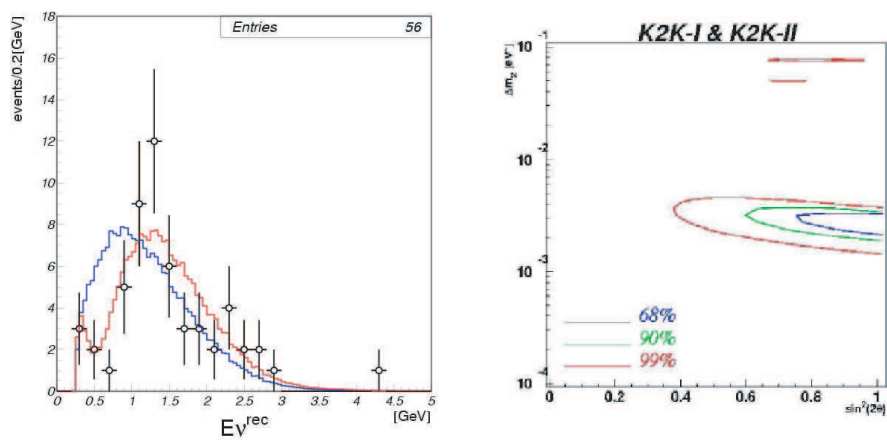 18
16
14
12
10
8
6
4
2
0
events/0.2[GeV]
Entries 56
0 0.5 1 1.5 2 2.5 3 3.5 4 4.5 5
[GeV]
Eν^rec
K2K-I & K2K-II
10^-1
10^-2
10^-3
10^-4
68%
90%
99%
0 0.2 0.4 0.6 0.8 1
sin²(2θ)